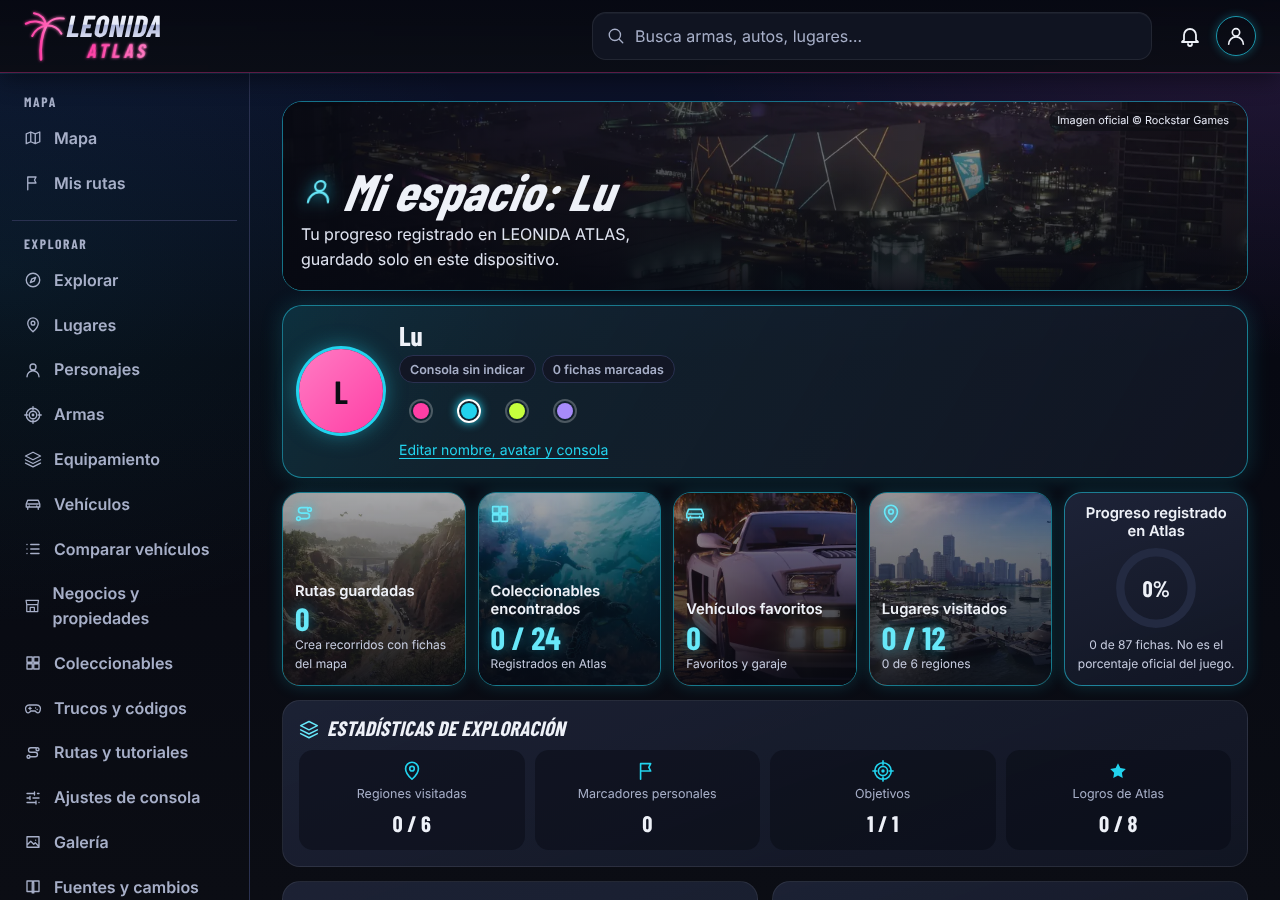 LEONIDA
ATLAS
Busca armas, autos, lugares...
MAPA
Mapa
Mis rutas
EXPLORAR
Explorar
Lugares
Personajes
Armas
Equipamiento
Vehículos
Comparar vehículos
Negocios y
propiedades
Coleccionables
Trucos y códigos
Rutas y tutoriales
Ajustes de consola
Galería
Fuentes y cambios
Imagen oficial © Rockstar Games
Mi espacio: Lu
Tu progreso registrado en LEONIDA ATLAS,
guardado solo en este dispositivo.
L
Lu
Consola sin indicar
0 fichas marcadas
Editar nombre, avatar y consola
Rutas guardadas
0
Crea recorridos con fichas
del mapa
Coleccionables
encontrados
0 / 24
Registrados en Atlas
Vehículos favoritos
0
Favoritos y garaje
Lugares visitados
0 / 12
0 de 6 regiones
Progreso registrado
en Atlas
0%
0 de 87 fichas. No es el
porcentaje oficial del juego.
ESTADÍSTICAS DE EXPLORACIÓN
Regiones visitadas
0 / 6
Marcadores personales
0
Objetivos
1 / 1
Logros de Atlas
0 / 8